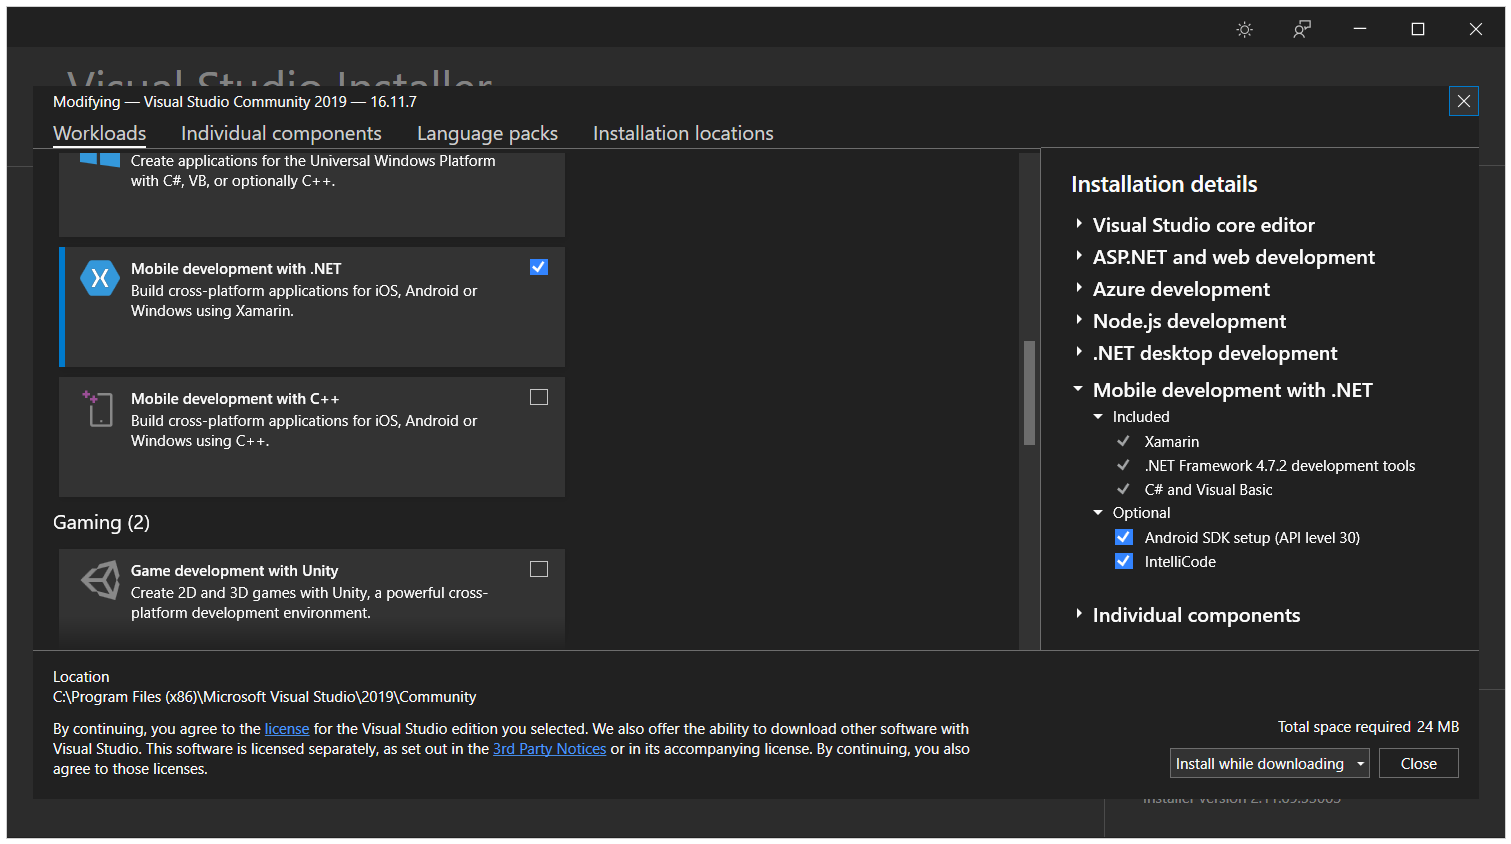 Visual Studio Installer
Modifying — Visual Studio Community 2019 — 16.11.7
Workloads Individual components Language packs Installation locations
Create applications for the Universal Windows Platform
with C#, VB, or optionally C++.
Mobile development with .NET
Build cross-platform applications for iOS, Android or
Windows using Xamarin.
Mobile development with C++
Build cross-platform applications for iOS, Android or
Windows using C++.
Gaming (2)
Game development with Unity
Create 2D and 3D games with Unity, a powerful cross-
platform development environment.
Installation details
Visual Studio core editor
ASP.NET and web development
Azure development
Node.js development
.NET desktop development
Mobile development with .NET
Included
Xamarin
.NET Framework 4.7.2 development tools
C# and Visual Basic
Optional
Android SDK setup (API level 30)
IntelliCode
Individual components
Location
C:\Program Files (x86)\Microsoft Visual Studio\2019\Community
By continuing, you agree to the license for the Visual Studio edition you selected. We also offer the ability to download other software with
Visual Studio. This software is licensed separately, as set out in the 3rd Party Notices or in its accompanying license. By continuing, you also
agree to those licenses.
Total space required 24 MB
Install while downloading
Close
Installer version